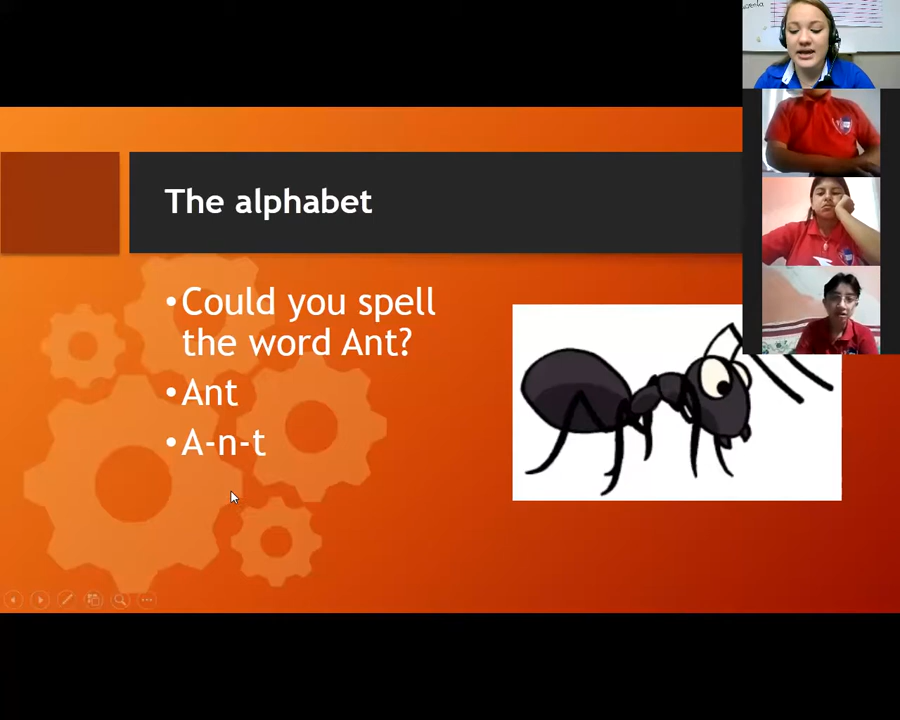 The alphabet
•Could you spell
the word Ant?
•Ant
•A-n-t